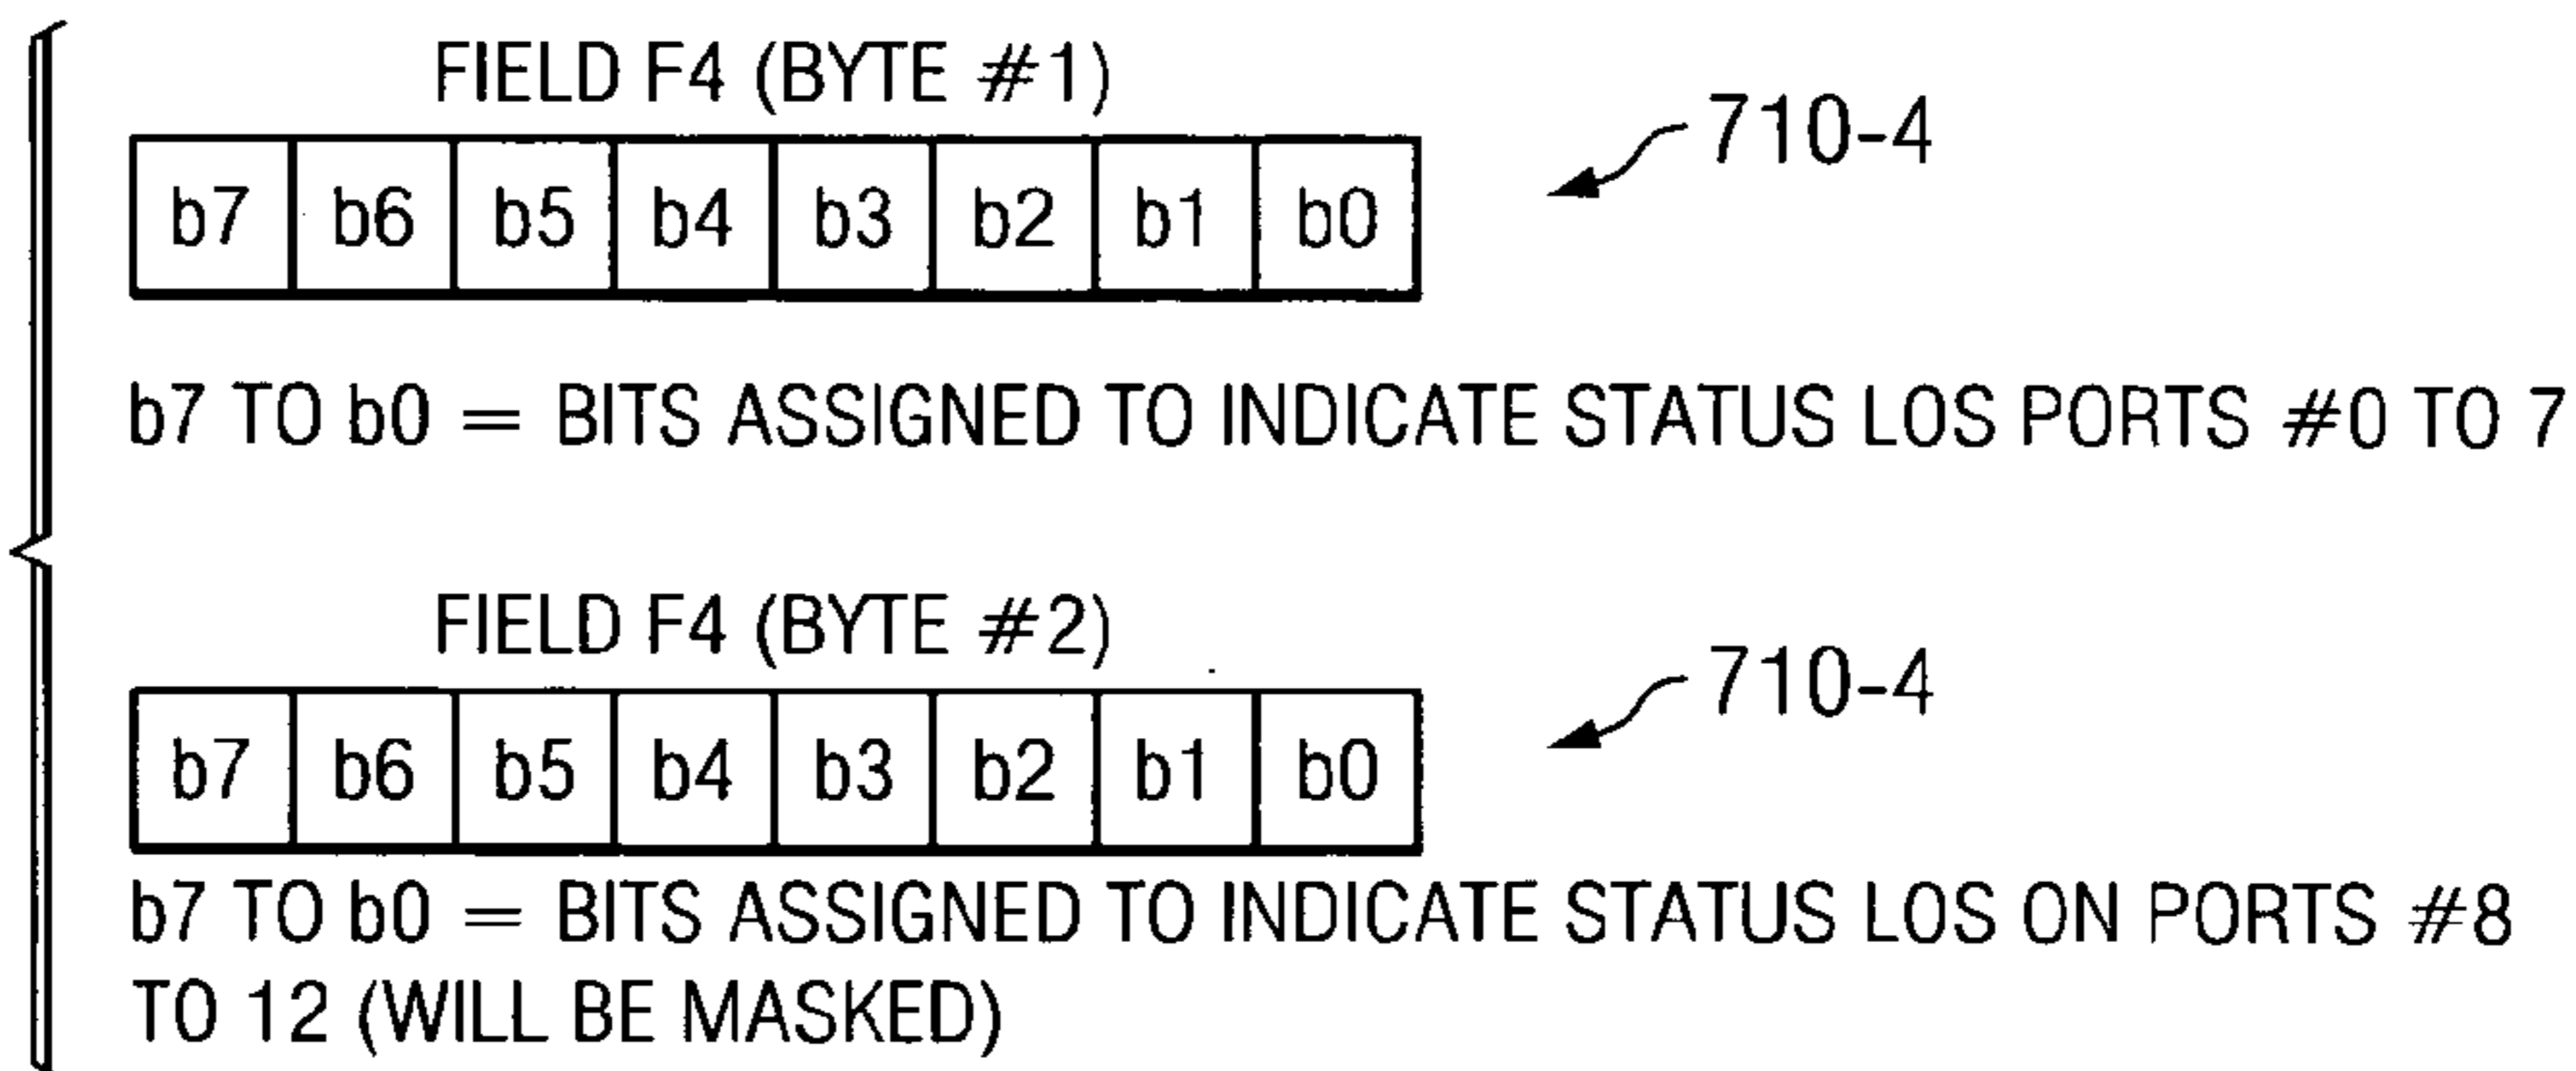 FIELD F4 (BYTE #1)
710-4
b7 b6 b5 b4 b3 b2 b1 b0
b7 TO b0 = BITS ASSIGNED TO INDICATE STATUS LOS PORTS #0 TO 7
FIELD F4 (BYTE #2)
710-4
b7 b6 b5 b4 b3 b2 b1 b0
b7 TO b0 = BITS ASSIGNED TO INDICATE STATUS LOS ON PORTS #8
TO 12 (WILL BE MASKED)